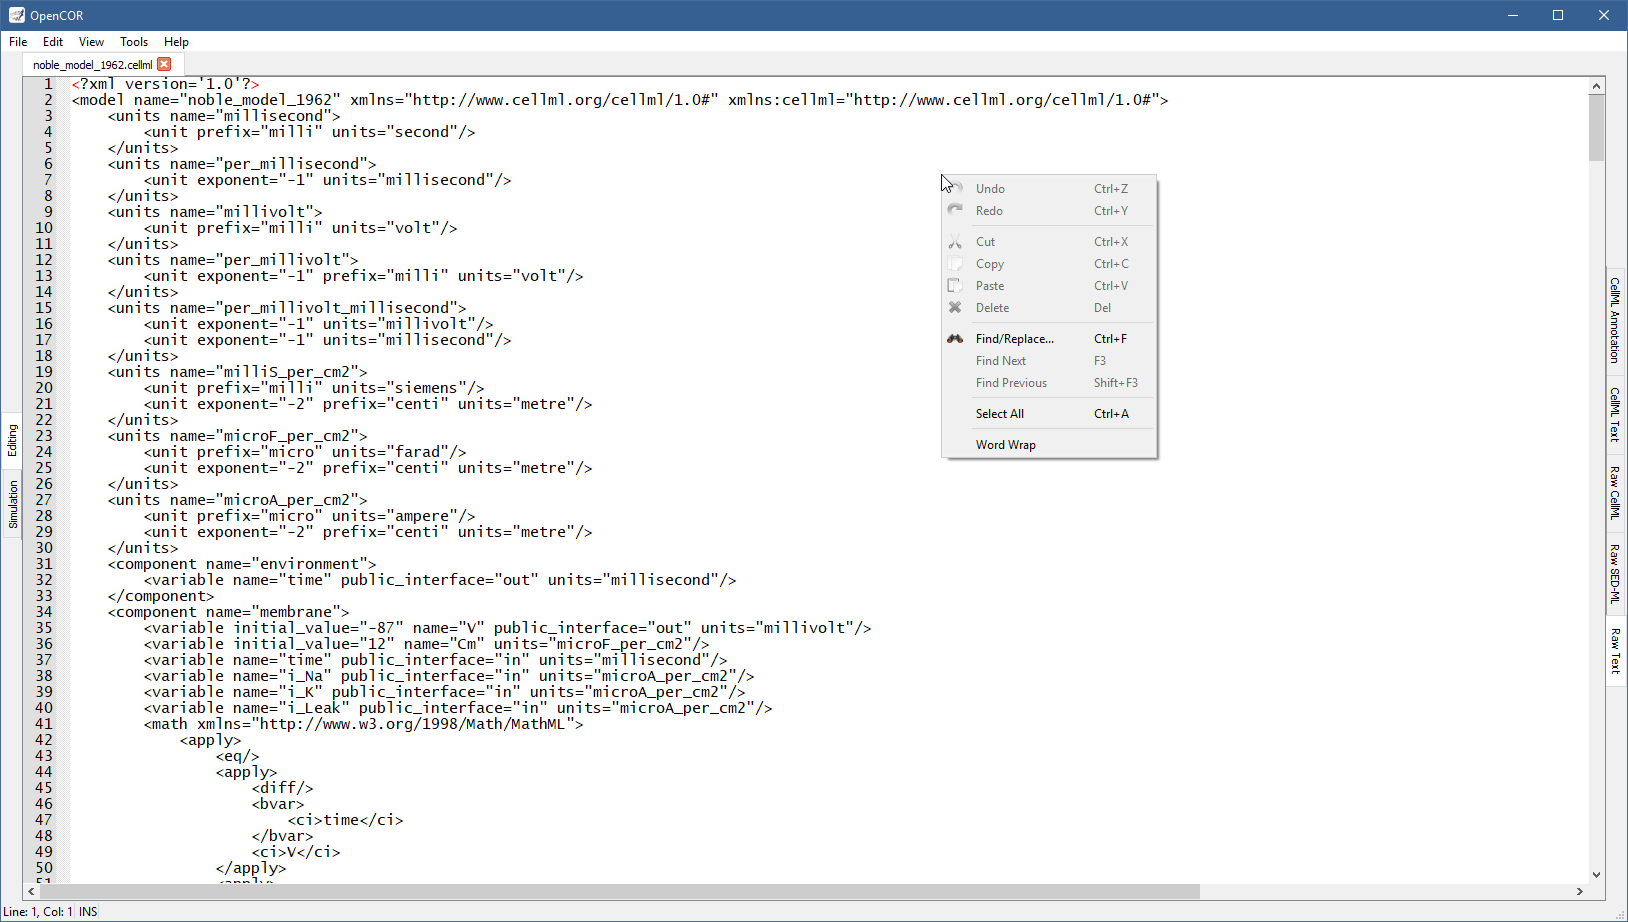 OpenCOR
File Edit View Tools Help
noble_model_1962.cellml
1 <?xml version='1.0'?>
2 <model name="noble_model_1962" xmlns="http://www.cellml.org/cellml/1.0#" xmlns:cellml="http://www.cellml.org/cellml/1.0#">
3 <units name="millisecond">
4 <unit prefix="milli" units="second"/>
5 </units>
6 <units name="per_millisecond">
7 <unit exponent="-1" units="millisecond"/>
8 </units>
9 <units name="millivolt">
10 <unit prefix="milli" units="volt"/>
11 </units>
12 <units name="per_millivolt">
13 <unit exponent="-1" prefix="milli" units="volt"/>
14 </units>
15 <units name="per_millivolt_millisecond">
16 <unit exponent="-1" units="millivolt"/>
17 <unit exponent="-1" units="millisecond"/>
18 </units>
19 <units name="milliS_per_cm2">
20 <unit prefix="milli" units="siemens"/>
21 <unit exponent="-2" prefix="centi" units="metre"/>
22 </units>
23 <units name="microF_per_cm2">
24 <unit prefix="micro" units="farad"/>
25 <unit exponent="-2" prefix="centi" units="metre"/>
26 </units>
27 <units name="microA_per_cm2">
28 <unit prefix="micro" units="ampere"/>
29 <unit exponent="-2" prefix="centi" units="metre"/>
30 </units>
31 <component name="environment">
32 <variable name="time" public_interface="out" units="millisecond"/>
33 </component>
34 <component name="membrane">
35 <variable initial_value="-87" name="V" public_interface="out" units="millivolt"/>
36 <variable initial_value="12" name="Cm" units="microF_per_cm2"/>
37 <variable name="time" public_interface="in" units="millisecond"/>
38 <variable name="i_Na" public_interface="in" units="microA_per_cm2"/>
39 <variable name="i_K" public_interface="in" units="microA_per_cm2"/>
40 <variable name="i_Leak" public_interface="in" units="microA_per_cm2"/>
41 <math xmlns="http://www.w3.org/1998/Math/MathML">
42 <apply>
43 <eq/>
44 <apply>
45 <diff/>
46 <bvar>
47 <ci>time</ci>
48 </bvar>
49 <ci>V</ci>
50 </apply>
51 <apply>
Undo Ctrl+Z
Redo Ctrl+Y
Cut Ctrl+X
Copy Ctrl+C
Paste Ctrl+V
Delete Del
Find/Replace... Ctrl+F
Find Next F3
Find Previous Shift+F3
Select All Ctrl+A
Word Wrap
Editing
Simulation
CellML Annotation
CellML Text
Raw CellML
Raw SED-ML
Raw Text
Line: 1, Col: 1 INS